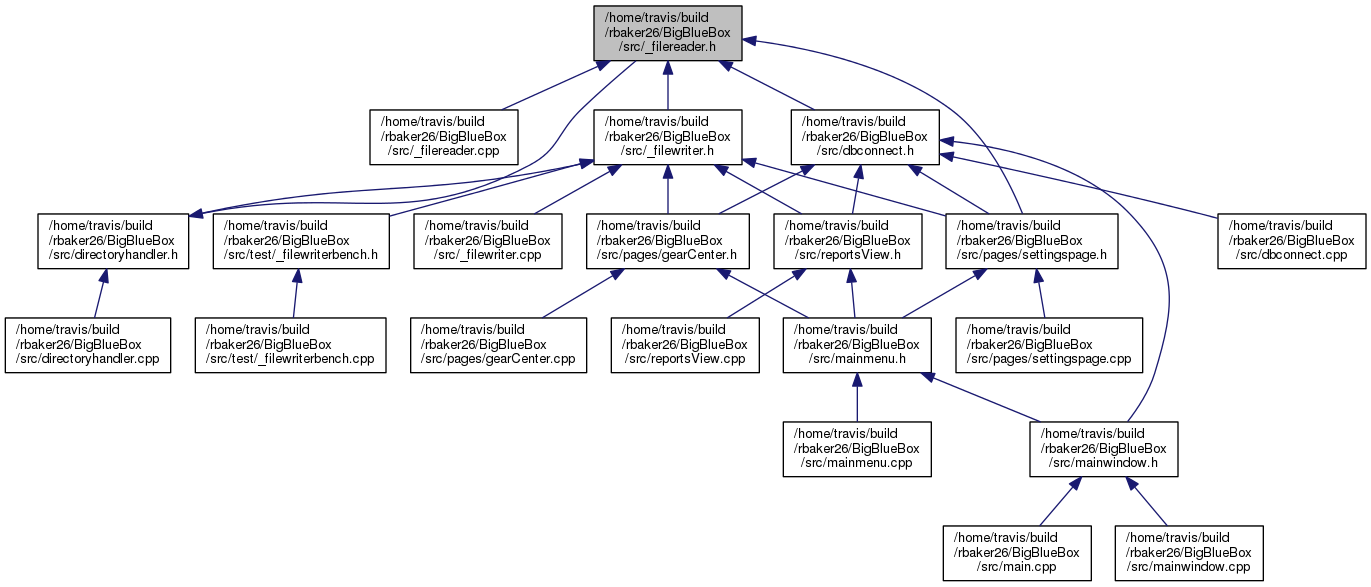 /home/travis/build
/rbaker26/BigBlueBox
/src/_filereader.h
/home/travis/build
/rbaker26/BigBlueBox
/src/_filereader.cpp
/home/travis/build
/rbaker26/BigBlueBox
/src/_filewriter.h
/home/travis/build
/rbaker26/BigBlueBox
/src/dbconnect.h
/home/travis/build
/rbaker26/BigBlueBox
/src/directoryhandler.h
/home/travis/build
/rbaker26/BigBlueBox
/src/test/_filewriterbench.h
/home/travis/build
/rbaker26/BigBlueBox
/src/_filewriter.cpp
/home/travis/build
/rbaker26/BigBlueBox
/src/pages/gearCenter.h
/home/travis/build
/rbaker26/BigBlueBox
/src/reportsView.h
/home/travis/build
/rbaker26/BigBlueBox
/src/pages/settingspage.h
/home/travis/build
/rbaker26/BigBlueBox
/src/dbconnect.cpp
/home/travis/build
/rbaker26/BigBlueBox
/src/directoryhandler.cpp
/home/travis/build
/rbaker26/BigBlueBox
/src/test/_filewriterbench.cpp
/home/travis/build
/rbaker26/BigBlueBox
/src/pages/gearCenter.cpp
/home/travis/build
/rbaker26/BigBlueBox
/src/reportsView.cpp
/home/travis/build
/rbaker26/BigBlueBox
/src/mainmenu.h
/home/travis/build
/rbaker26/BigBlueBox
/src/pages/settingspage.cpp
/home/travis/build
/rbaker26/BigBlueBox
/src/mainmenu.cpp
/home/travis/build
/rbaker26/BigBlueBox
/src/mainwindow.h
/home/travis/build
/rbaker26/BigBlueBox
/src/main.cpp
/home/travis/build
/rbaker26/BigBlueBox
/src/mainwindow.cpp